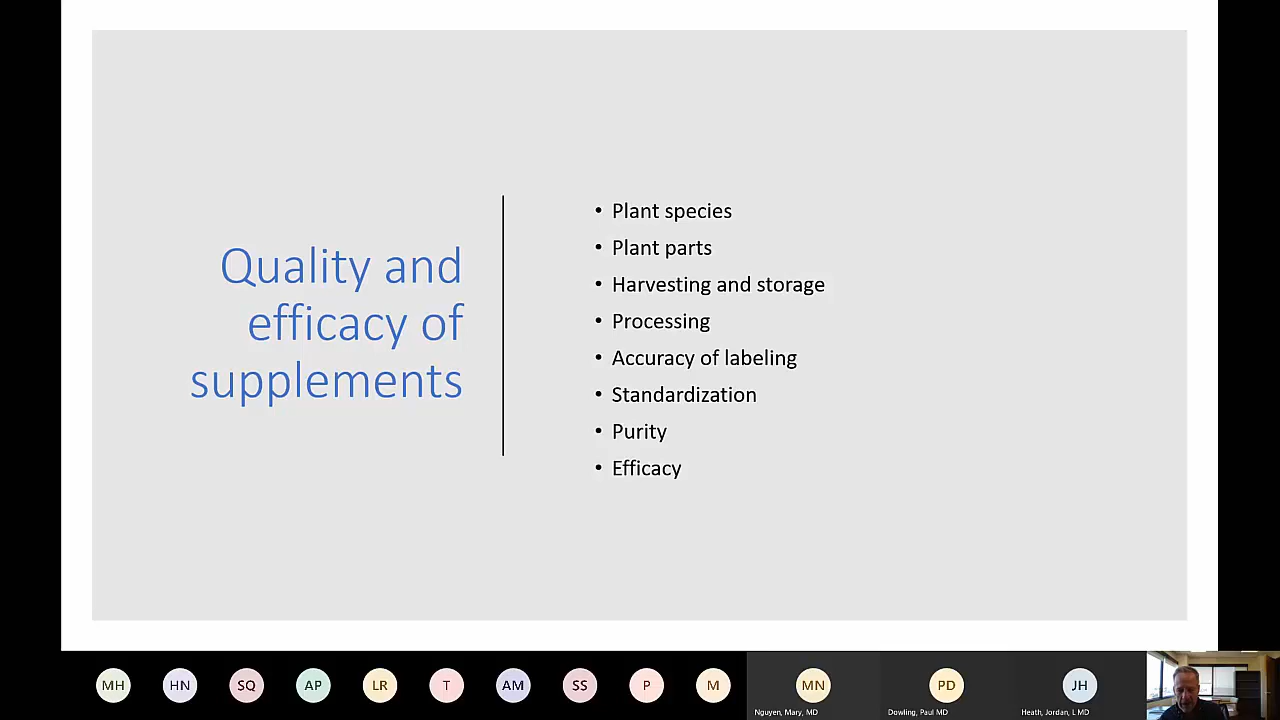 Quality and
efficacy of
supplements
• Plant species
• Plant parts
• Harvesting and storage
• Processing
• Accuracy of labeling
• Standardization
• Purity
• Efficacy
MH HN SQ AP LR T AM SS P M MN PD JH
Nguyen, Mary, MD Dowling, Paul MD Heath, Jordan, L MD